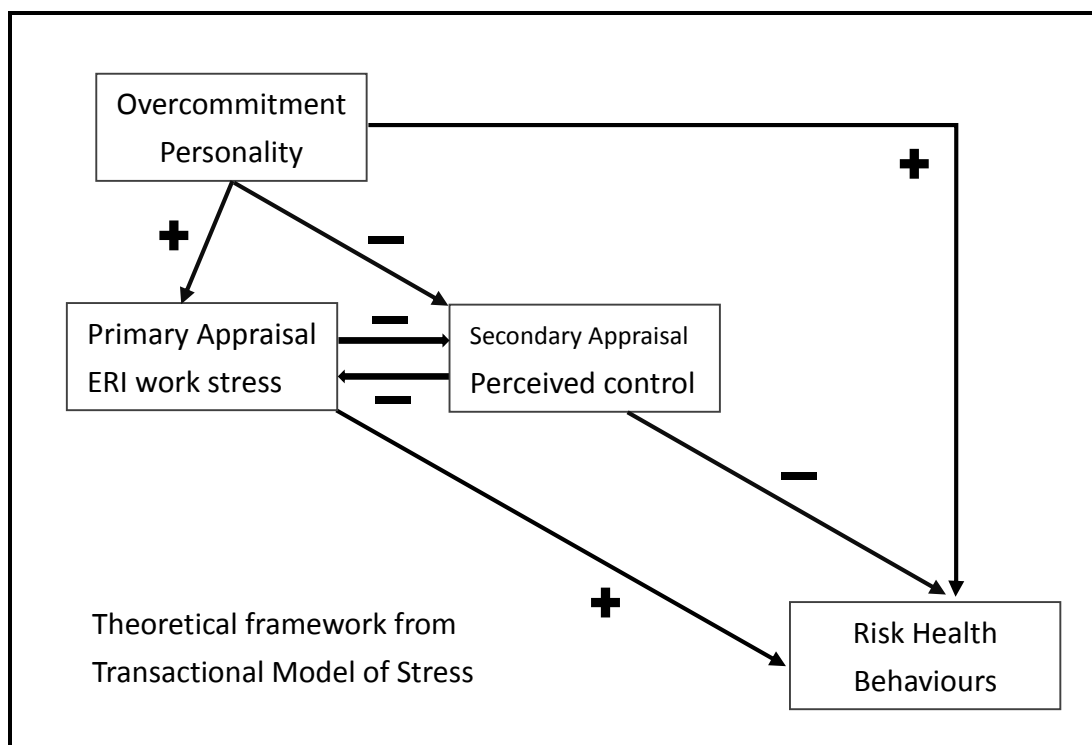 Overcommitment
Personality
+
+
−
Primary Appraisal
ERI work stress
−
−
Secondary Appraisal
Perceived control
−
+
Theoretical framework from
Transactional Model of Stress
Risk Health
Behaviours